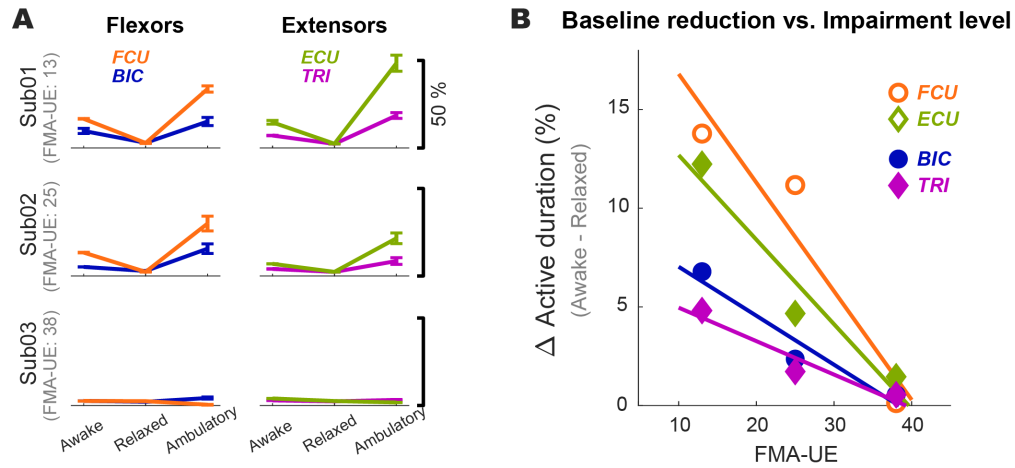 A
Flexors
Extensors
FCU
BIC
ECU
TRI
Sub01
(FMA-UE: 13)
50 %
Sub02
(FMA-UE: 25)
Sub03
(FMA-UE: 38)
Awake
Relaxed
Ambulatory
Awake
Relaxed
Ambulatory
B
Baseline reduction vs. Impairment level
Δ Active duration (%)
(Awake - Relaxed)
15
10
5
0
10
20
30
40
FMA-UE
FCU
ECU
BIC
TRI